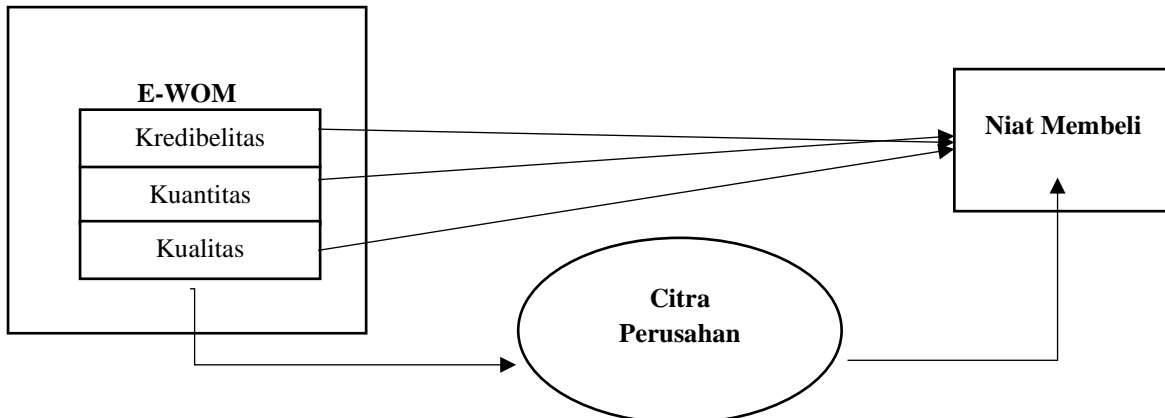 E-WOM
Kredibelitas
Kuantitas
Kualitas
Niat Membeli
Citra
Perusahan